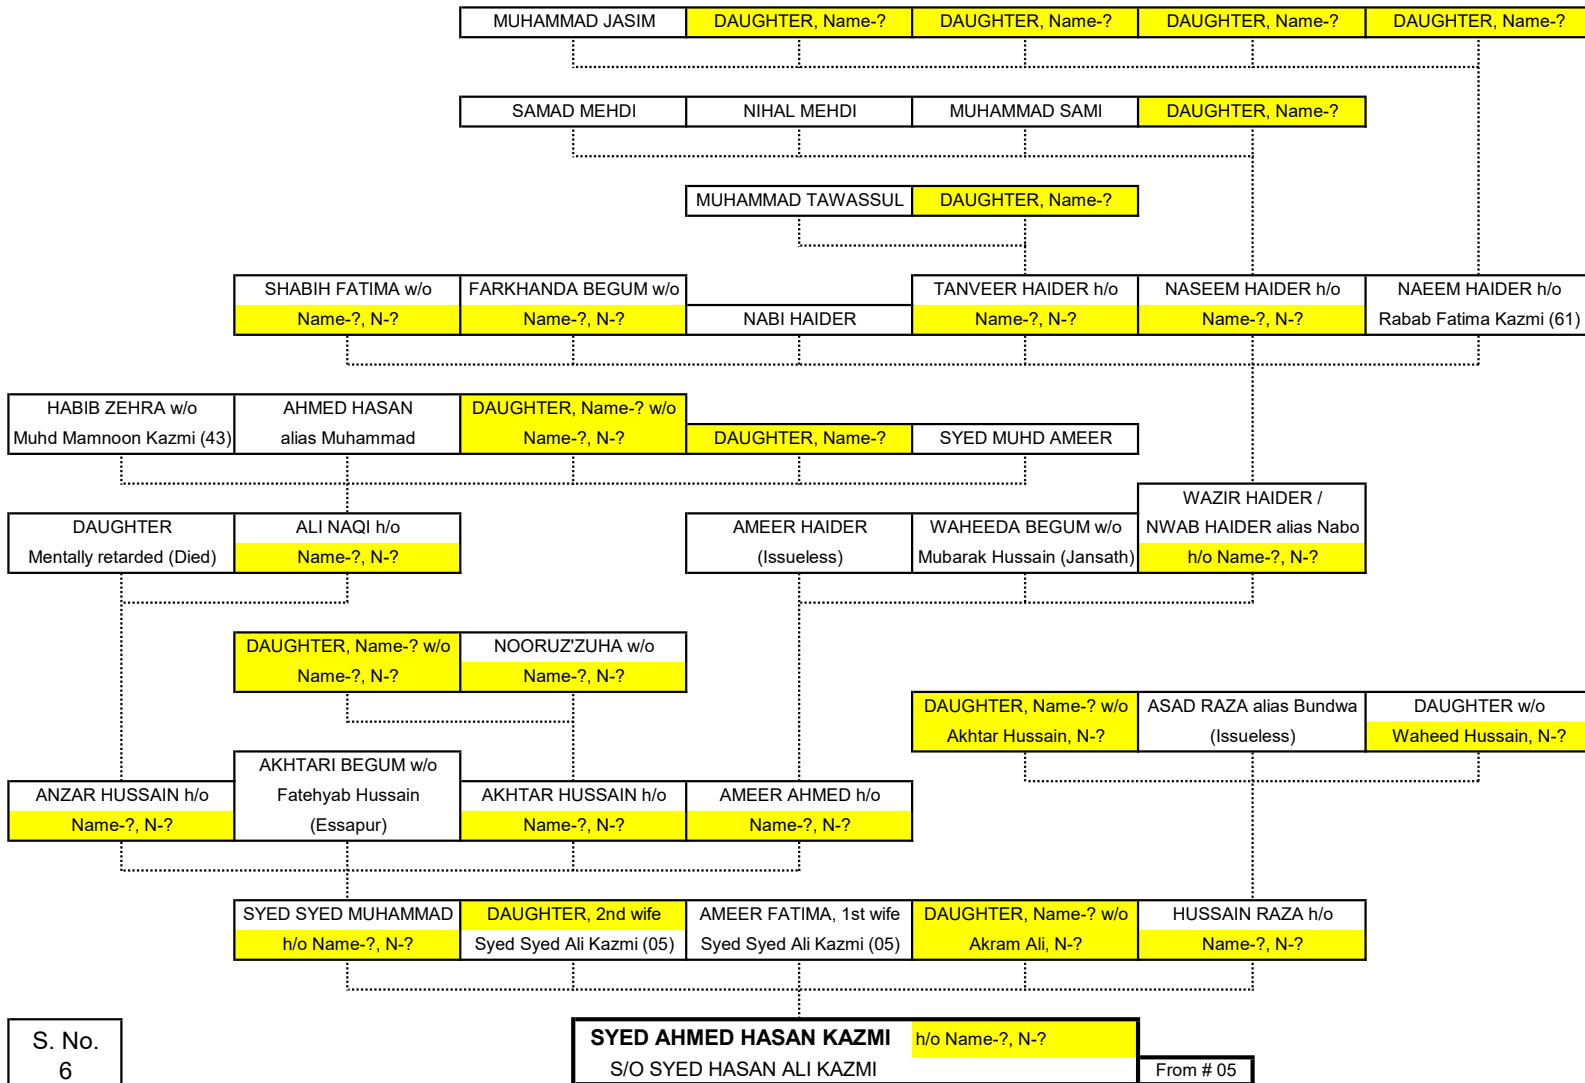 MUHAMMAD JASIM
DAUGHTER, Name-?
DAUGHTER, Name-?
DAUGHTER, Name-?
DAUGHTER, Name-?
SAMAD MEHDI
NIHAL MEHDI
MUHAMMAD SAMI
DAUGHTER, Name-?
MUHAMMAD TAWASSUL
DAUGHTER, Name-?
SHABIH FATIMA w/o
Name-?, N-?
FARKHANDA BEGUM w/o
Name-?, N-?
NABI HAIDER
TANVEER HAIDER h/o
Name-?, N-?
NASEEM HAIDER h/o
Name-?, N-?
NAEEM HAIDER h/o
Rabab Fatima Kazmi (61)
HABIB ZEHRA w/o
Muhd Mamnoon Kazmi (43)
AHMED HASAN
alias Muhammad
DAUGHTER, Name-? w/o
Name-?, N-?
DAUGHTER, Name-?
SYED MUHD AMEER
DAUGHTER
Mentally retarded (Died)
ALI NAQI h/o
Name-?, N-?
AMEER HAIDER
(Issueless)
WAHEEDA BEGUM w/o
Mubarak Hussain (Jansath)
WAZIR HAIDER /
NWAB HAIDER alias Nabo
h/o Name-?, N-?
DAUGHTER, Name-? w/o
Name-?, N-?
NOORUZ'ZUHA w/o
Name-?, N-?
DAUGHTER, Name-? w/o
Akhtar Hussain, N-?
ASAD RAZA alias Bundwa
(Issueless)
DAUGHTER w/o
Waheed Hussain, N-?
ANZAR HUSSAIN h/o
Name-?, N-?
AKHTARI BEGUM w/o
Fatehyab Hussain
(Essapur)
AKHTAR HUSSAIN h/o
Name-?, N-?
AMEER AHMED h/o
Name-?, N-?
SYED SYED MUHAMMAD
h/o Name-?, N-?
DAUGHTER, 2nd wife
Syed Syed Ali Kazmi (05)
AMEER FATIMA, 1st wife
Syed Syed Ali Kazmi (05)
DAUGHTER, Name-? w/o
Akram Ali, N-?
HUSSAIN RAZA h/o
Name-?, N-?
S. No.
6
SYED AHMED HASAN KAZMI h/o Name-?, N-?
S/O SYED HASAN ALI KAZMI
From # 05